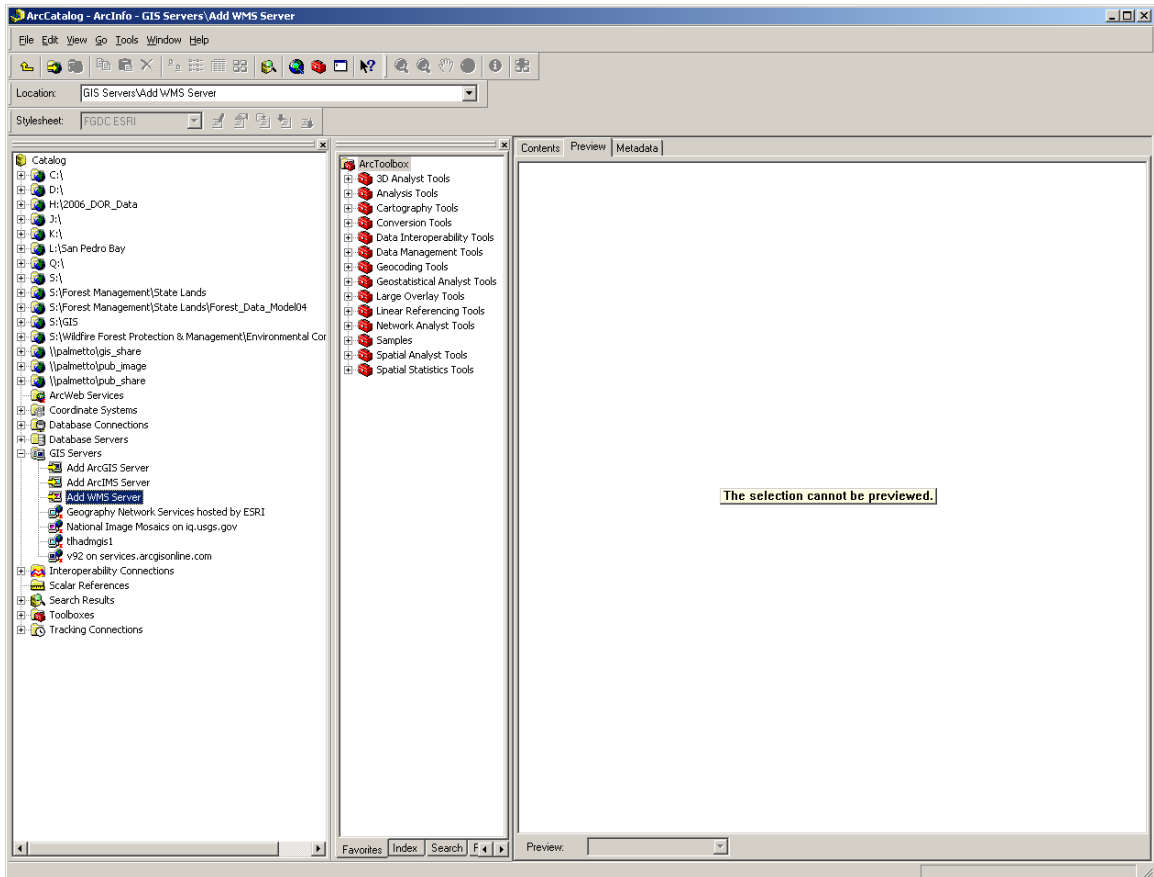 ArcCatalog - ArcInfo - GIS Servers\Add WMS Server
File Edit View Go Tools Window Help
Location: GIS Servers\Add WMS Server
Stylesheet: FGDC ESRI
Catalog
C:\
D:\
H:\2006_DOR_Data
J:\
K:\
L:\San Pedro Bay
Q:\
S:\
S:\Forest Management\State Lands
S:\Forest Management\State Lands\Forest_Data_Model04
S:\GIS
S:\Wildfire Forest Protection & Management\Environmental Cor
\\palmetto\gis_share
\\palmetto\pub_image
\\palmetto\pub_share
ArcWeb Services
Coordinate Systems
Database Connections
Database Servers
GIS Servers
Add ArcGIS Server
Add ArcIMS Server
Add WMS Server
Geography Network Services hosted by ESRI
National Image Mosaics on iq.usgs.gov
tlhadmgis1
v92 on services.arcgisonline.com
Interoperability Connections
Scalar References
Search Results
Toolboxes
Tracking Connections
ArcToolbox
3D Analyst Tools
Analysis Tools
Cartography Tools
Conversion Tools
Data Interoperability Tools
Data Management Tools
Geocoding Tools
Geostatistical Analyst Tools
Large Overlay Tools
Linear Referencing Tools
Network Analyst Tools
Samples
Spatial Analyst Tools
Spatial Statistics Tools
Favorites Index Search
Contents Preview Metadata
The selection cannot be previewed.
Preview: